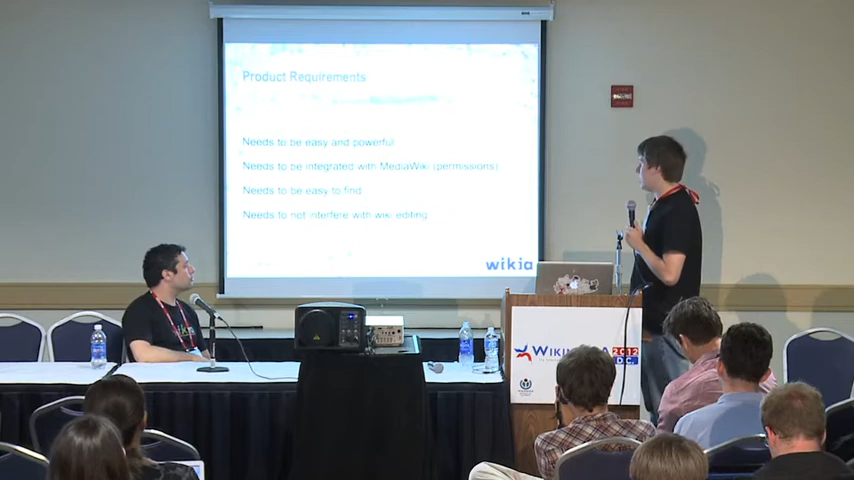 Product Requirements
Needs to be easy and powerful
Needs to be integrated with MediaWiki (permissions)
Needs to be easy to find
Needs to not interfere with wiki editing
wikia
2012
D.C.